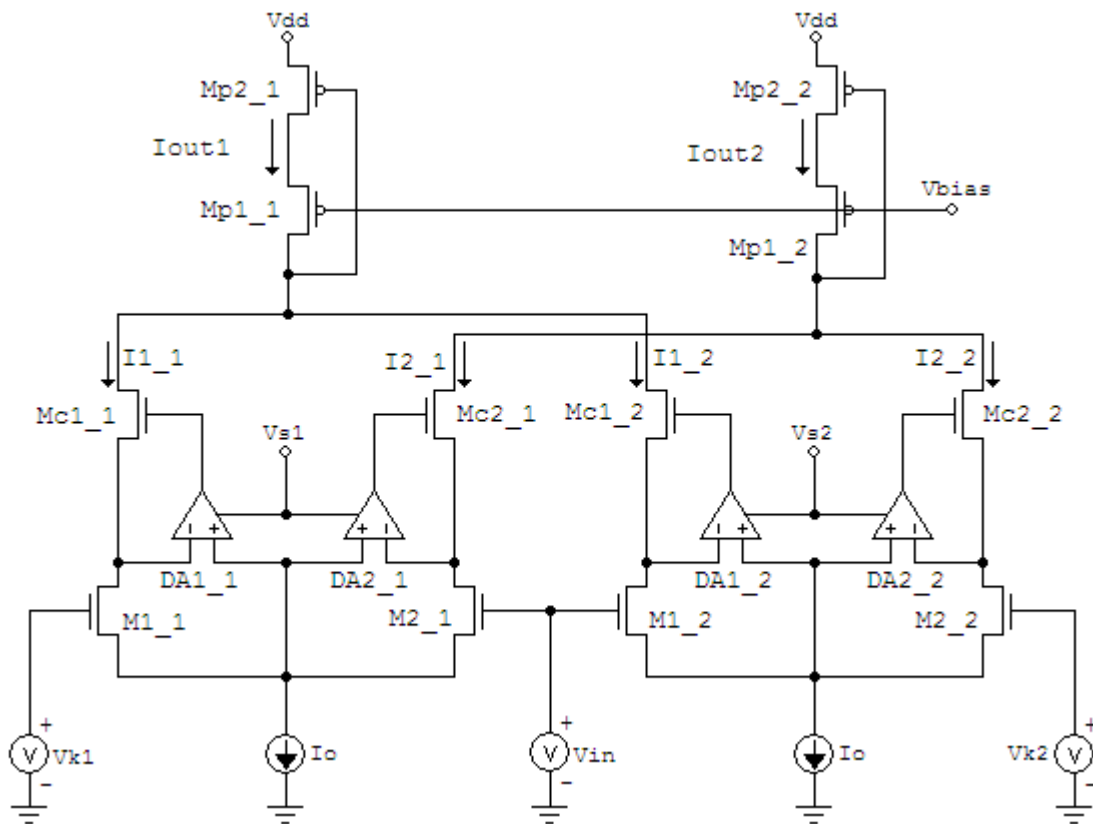 Vdd Vdd
Mp2_1 Mp2_2
Iout1 Iout2
Vbias
Mp1_1
Mp1_2
I1_1 I2_1 I1_2 I2_2
Mc1_1 Mc2_1 Mc1_2 Mc2_2
Vs1 Vs2
- + + - - + + -
DA1_1 DA2_1 DA1_2 DA2_2
M1_1 M2_1 M1_2 M2_2
+ + +
V Vk1 Io V Vin Io Vk2 V
- - -